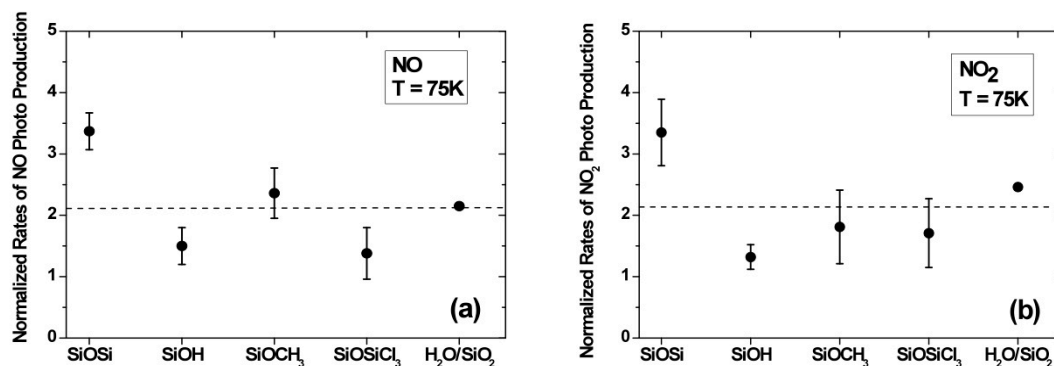 Normalized Rates of NO Photo Production
5
4
3
2
1
0
NO
T = 75K
(a)
SiOSi
SiOH
SiOCH₃
SiOSiCl₃
H₂O/SiO₂
Normalized Rates of NO₂ Photo Production
5
4
3
2
1
0
NO₂
T = 75K
(b)
SiOSi
SiOH
SiOCH₃
SiOSiCl₃
H₂O/SiO₂